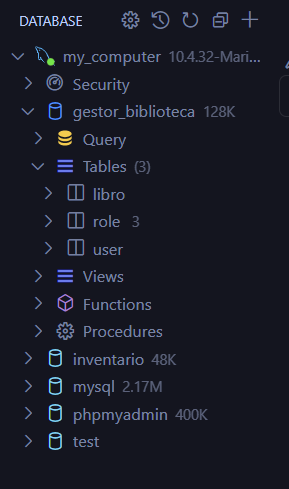 DATABASE
my_computer 10.4.32-Mari...
Security
gestor_biblioteca 128K
Query
Tables (3)
libro
role 3
user
Views
Functions
Procedures
inventario 48K
mysql 2.17M
phpmyadmin 400K
test